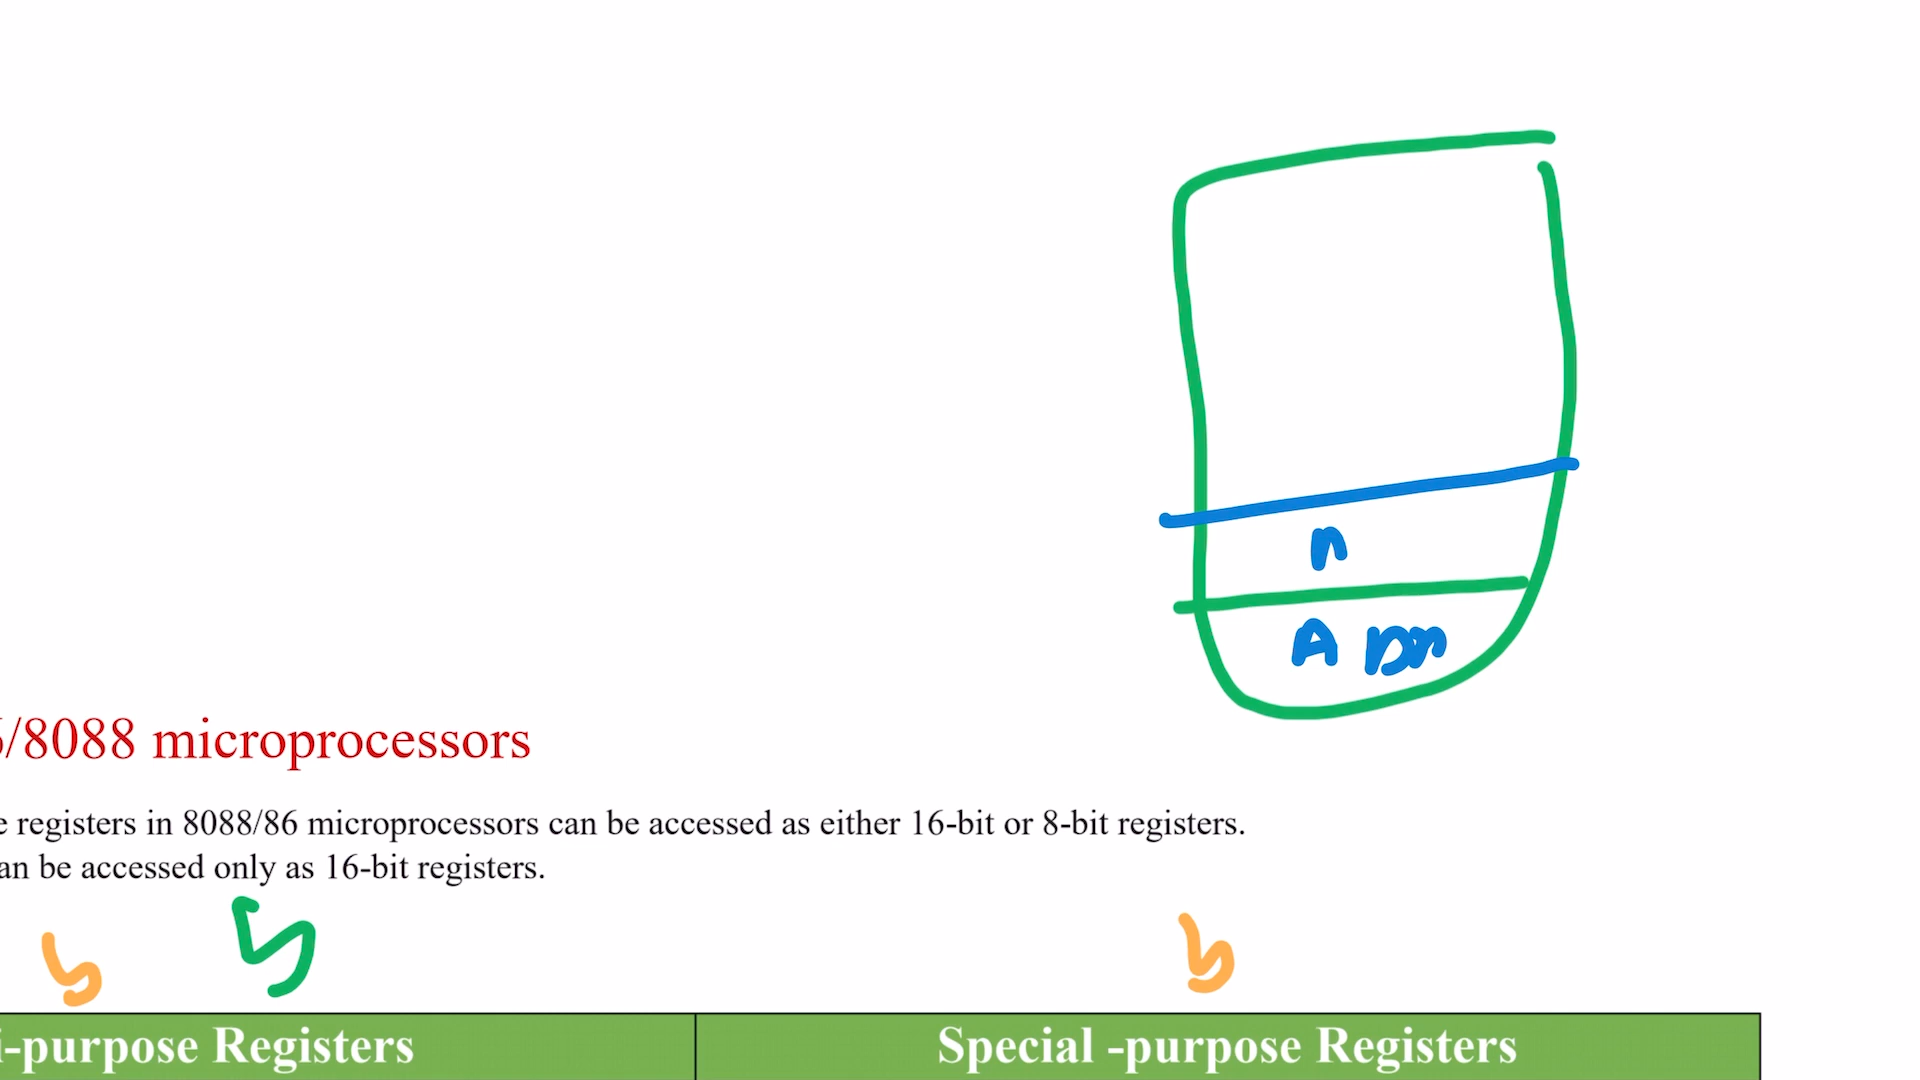 n
A
/8088 microprocessors
e registers in 8088/86 microprocessors can be accessed as either 16-bit or 8-bit registers.
an be accessed only as 16-bit registers.
i-purpose Registers
Special -purpose Registers